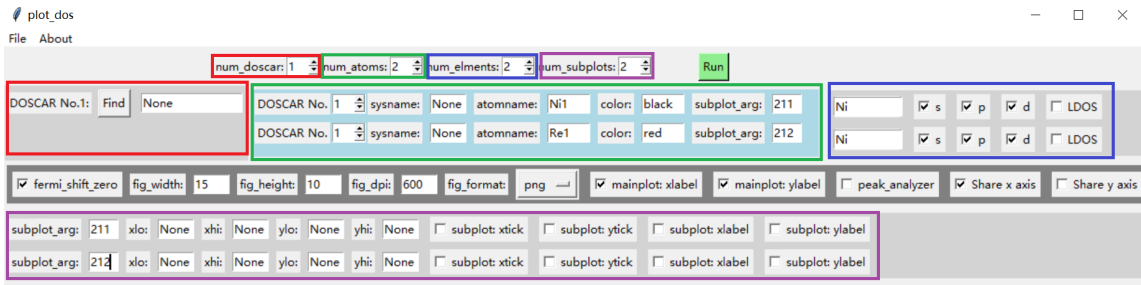 plot_dos
File About
num_doscar: 1 num_atoms: 2 num_elments: 2 num_subplots: 2 Run
DOSCAR No.1: Find None DOSCAR No. 1 sysname: None atomname: Ni1 color: black subplot_arg: 211 Ni s p d LDOS
DOSCAR No. 1 sysname: None atomname: Re1 color: red subplot_arg: 212 Ni s p d LDOS
fermi_shift_zero fig_width: 15 fig_height: 10 fig_dpi: 600 fig_format: png mainplot: xlabel mainplot: ylabel peak_analyzer Share x axis Share y axis
subplot_arg: 211 xlo: None xhi: None ylo: None yhi: None subplot: xtick subplot: ytick subplot: xlabel subplot: ylabel
subplot_arg: 212 xlo: None xhi: None ylo: None yhi: None subplot: xtick subplot: ytick subplot: xlabel subplot: ylabel